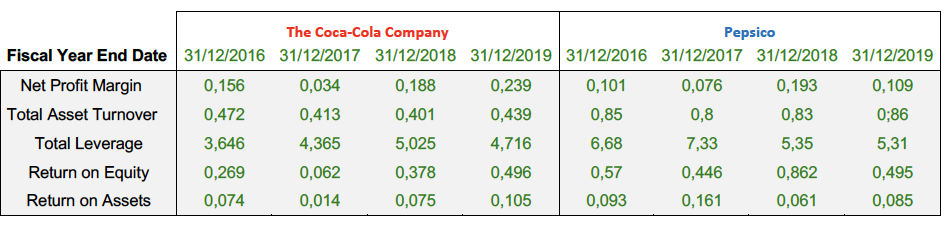 The Coca-Cola Company Pepsico
Fiscal Year End Date 31/12/2016 31/12/2017 31/12/2018 31/12/2019 31/12/2016 31/12/2017 31/12/2018 31/12/2019
Net Profit Margin 0,156 0,034 0,188 0,239 0,101 0,076 0,193 0,109
Total Asset Turnover 0,472 0,413 0,401 0,439 0,85 0,8 0,83 0;86
Total Leverage 3,646 4,365 5,025 4,716 6,68 7,33 5,35 5,31
Return on Equity 0,269 0,062 0,378 0,496 0,57 0,446 0,862 0,495
Return on Assets 0,074 0,014 0,075 0,105 0,093 0,161 0,061 0,085